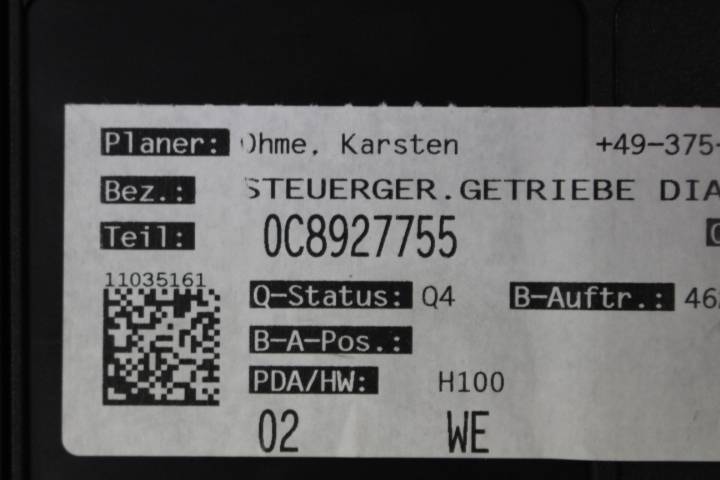 Planer: Ohme, Karsten +49-375-
Bez.: STEUERGER.GETRIEBE DIA
Teil: 0C8927755
11035161
Q-Status: Q4 B-Auftr.: 46
B-A-Pos.:
PDA/HW: H100
02 WE